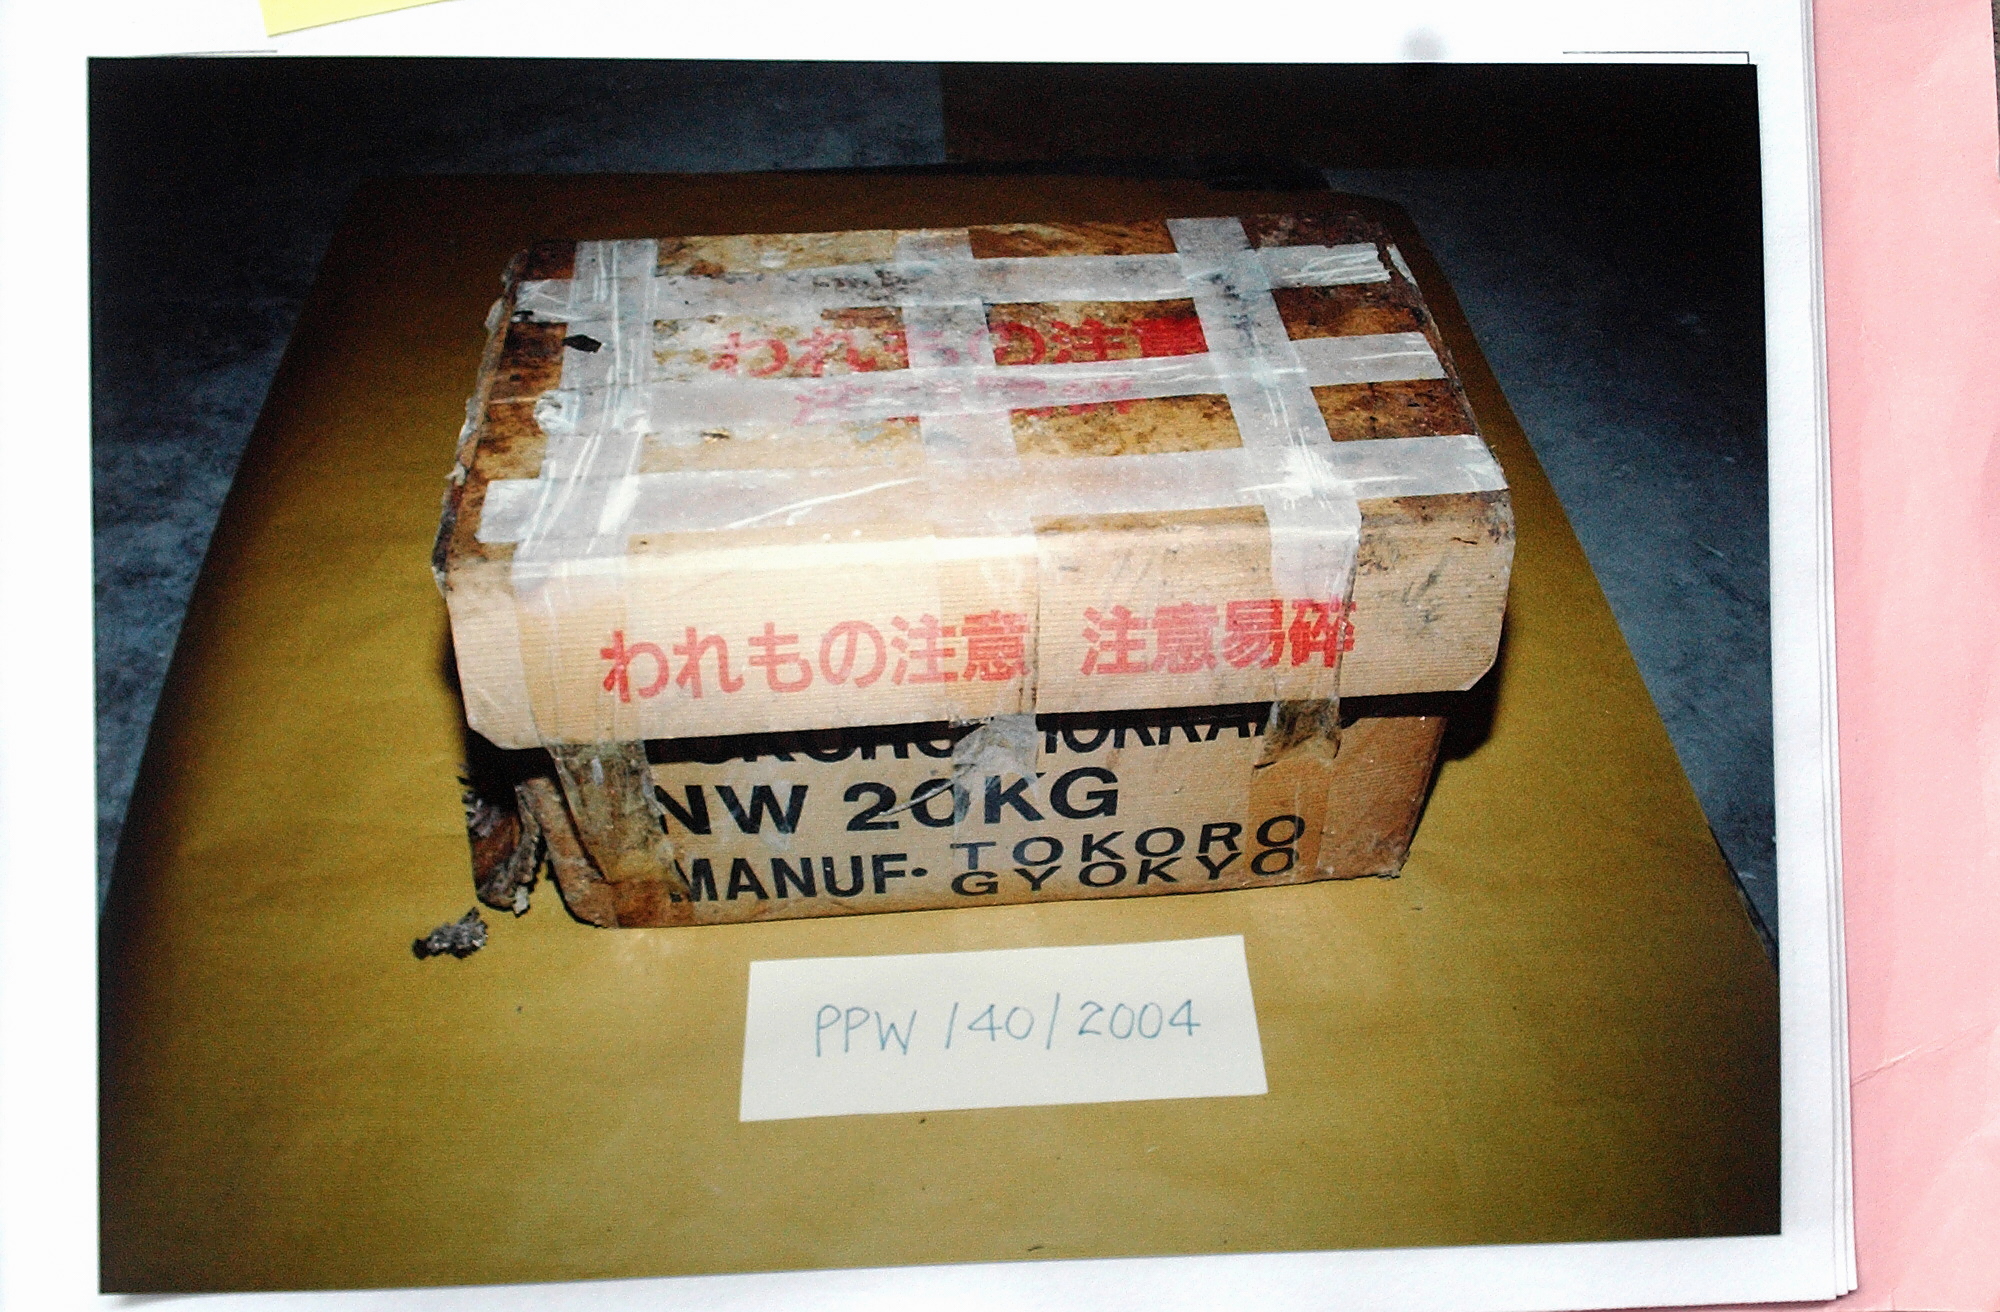 われもの注意
われもの注意 注意易碎
NW 20KG
MANUF. TOKORO
GYOKYO
PPW/40/2004